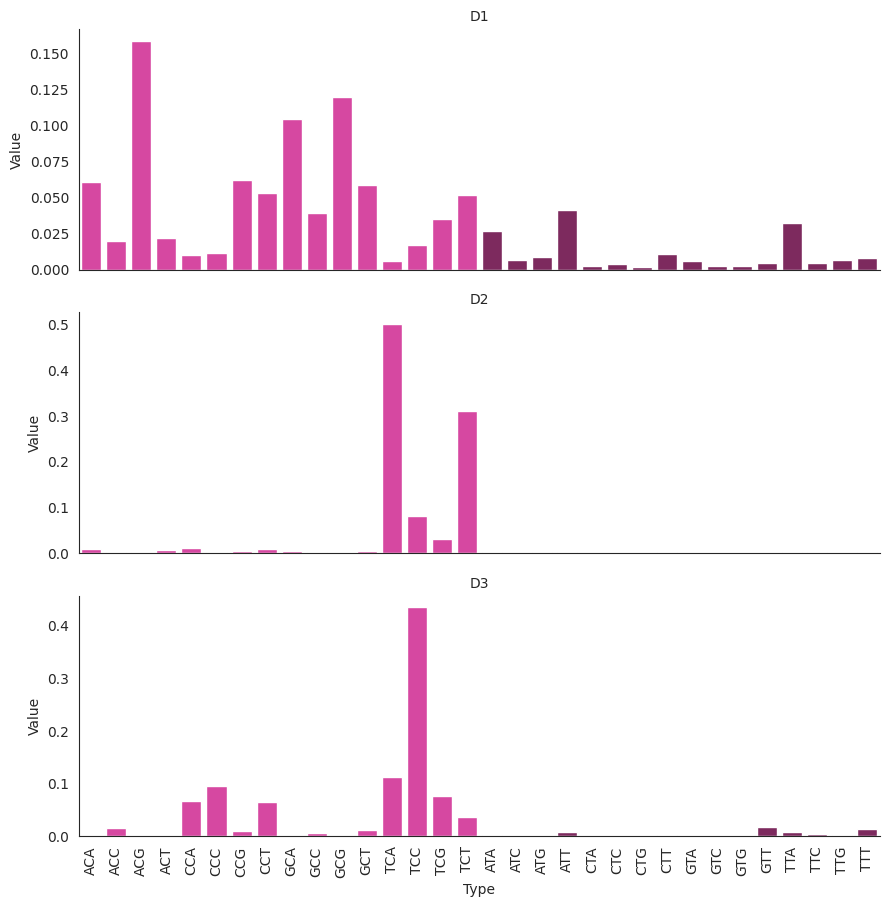 D1
Value
0.150
0.125
0.100
0.075
0.050
0.025
0.000
D2
Value
0.5
0.4
0.3
0.2
0.1
0.0
D3
Value
0.4
0.3
0.2
0.1
0.0
ACA ACC ACG ACT CCA CCC CCG CCT GCA GCC GCG GCT TCA TCC TCG TCT ATA ATC ATG ATT CTA CTC CTG CTT GTA GTC GTG GTT TTA TTC TTG TTT
Type